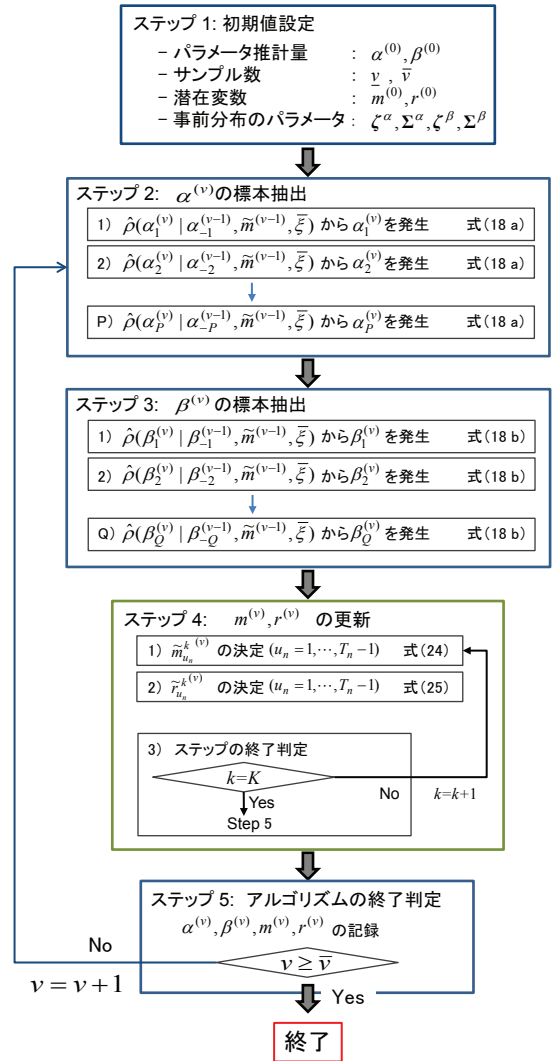 ステップ 1: 初期値設定
− パラメータ推計量 : α^(0), β^(0)
− サンプル数 : v̲ , v̅
− 潜在変数 : m^(0), r^(0)
− 事前分布のパラメータ : ζ^α, Σ^α, ζ^β, Σ^β
ステップ 2: α^(v) の標本抽出
1) ρ̂(α_1^(v) | α_-1^(v−1), m̃^(v−1), ξ̅) から α_1^(v) を発生 式(18 a)
2) ρ̂(α_2^(v) | α_-2^(v−1), m̃^(v−1), ξ̅) から α_2^(v) を発生 式(18 a)
P) ρ̂(α_P^(v) | α_-P^(v−1), m̃^(v−1), ξ̅) から α_P^(v) を発生 式(18 a)
ステップ 3: β^(v) の標本抽出
1) ρ̂(β_1^(v) | β_-1^(v−1), m̃^(v−1), ξ̅) から β_1^(v) を発生 式(18 b)
2) ρ̂(β_2^(v) | β_-2^(v−1), m̃^(v−1), ξ̅) から β_2^(v) を発生 式(18 b)
Q) ρ̂(β_Q^(v) | β_-Q^(v−1), m̃^(v−1), ξ̅) から β_Q^(v) を発生 式(18 b)
ステップ 4: m^(v), r^(v) の更新
1) m̃_{u_n}^{k (v)} の決定 (u_n = 1,⋯,T_n −1) 式(24)
2) r̃_{u_n}^{k (v)} の決定 (u_n = 1,⋯,T_n −1) 式(25)
3) ステップの終了判定
k=K
No
k=k+1
Yes
Step 5
ステップ 5: アルゴリズムの終了判定
α^(v), β^(v), m^(v), r^(v) の記録
No
v ≥ v̅
v = v +1
Yes
終了